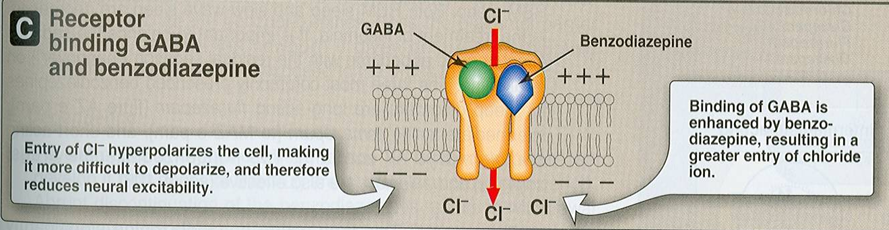 C
Receptor
binding GABA
and benzodiazepine
Cl⁻
GABA
Benzodiazepine
+++
+++
Entry of Cl⁻ hyperpolarizes the cell, making
it more difficult to depolarize, and therefore
reduces neural excitability.
Binding of GABA is
enhanced by benzo-
diazepine, resulting in a
greater entry of chloride
ion.
– – –
– – –
Cl⁻ Cl⁻ Cl⁻